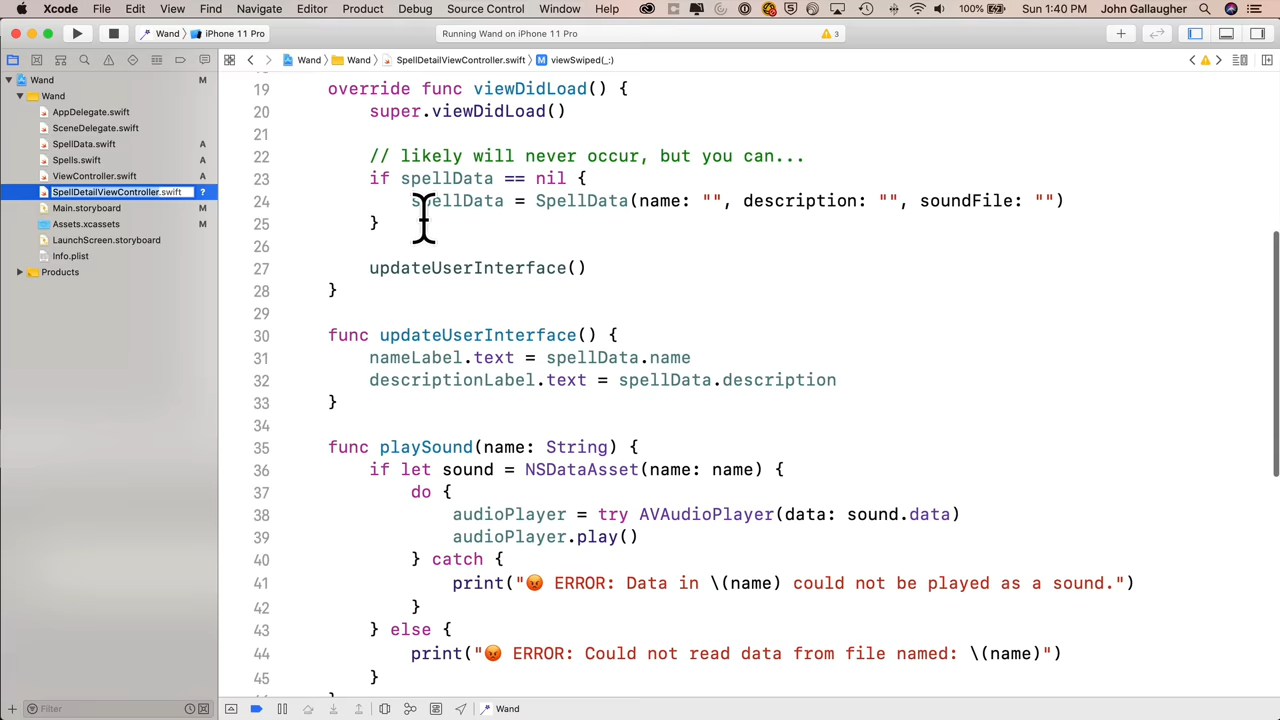 Xcode File Edit View Find Navigate Editor Product Debug Source Control Window Help 100% Sun 1:40 PM John Gallaugher
Wand iPhone 11 Pro Running Wand on iPhone 11 Pro 3
Wand Wand SpellDetailViewController.swift M viewSwiped(_:)
Wand M
Wand
AppDelegate.swift
SceneDelegate.swift
SpellData.swift A
Spells.swift A
ViewController.swift A
SpellDetailViewController.swift ?
Main.storyboard M
Assets.xcassets M
LaunchScreen.storyboard
Info.plist
Products
19 override func viewDidLoad() {
20 super.viewDidLoad()
21
22 // likely will never occur, but you can...
23 if spellData == nil {
24 spellData = SpellData(name: "", description: "", soundFile: "")
25 }
26
27 updateUserInterface()
28 }
29
30 func updateUserInterface() {
31 nameLabel.text = spellData.name
32 descriptionLabel.text = spellData.description
33 }
34
35 func playSound(name: String) {
36 if let sound = NSDataAsset(name: name) {
37 do {
38 audioPlayer = try AVAudioPlayer(data: sound.data)
39 audioPlayer.play()
40 } catch {
41 print("😡 ERROR: Data in \(name) could not be played as a sound.")
42 }
43 } else {
44 print("😡 ERROR: Could not read data from file named: \(name)")
45 }
Filter Wand